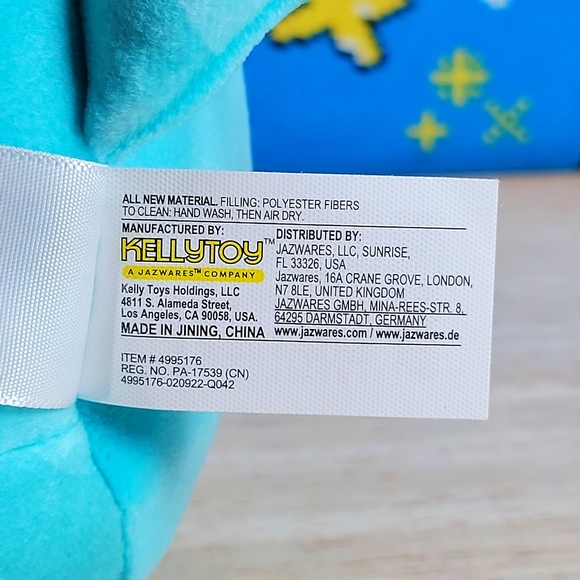 ALL NEW MATERIAL. FILLING: POLYESTER FIBERS
TO CLEAN: HAND WASH, THEN AIR DRY.
MANUFACTURED BY:
KELLYTOY™
A JAZWARES™ COMPANY
Kelly Toys Holdings, LLC
4811 S. Alameda Street,
Los Angeles, CA 90058, USA.
MADE IN JINING, CHINA
DISTRIBUTED BY:
JAZWARES, LLC, SUNRISE,
FL 33326, USA
Jazwares, 16A CRANE GROVE, LONDON,
N7 8LE, UNITED KINGDOM
JAZWARES GMBH, MINA-REES-STR. 8,
64295 DARMSTADT, GERMANY
www.jazwares.com / www.jazwares.de
ITEM # 4995176
REG. NO. PA-17539 (CN)
4995176-020922-Q042